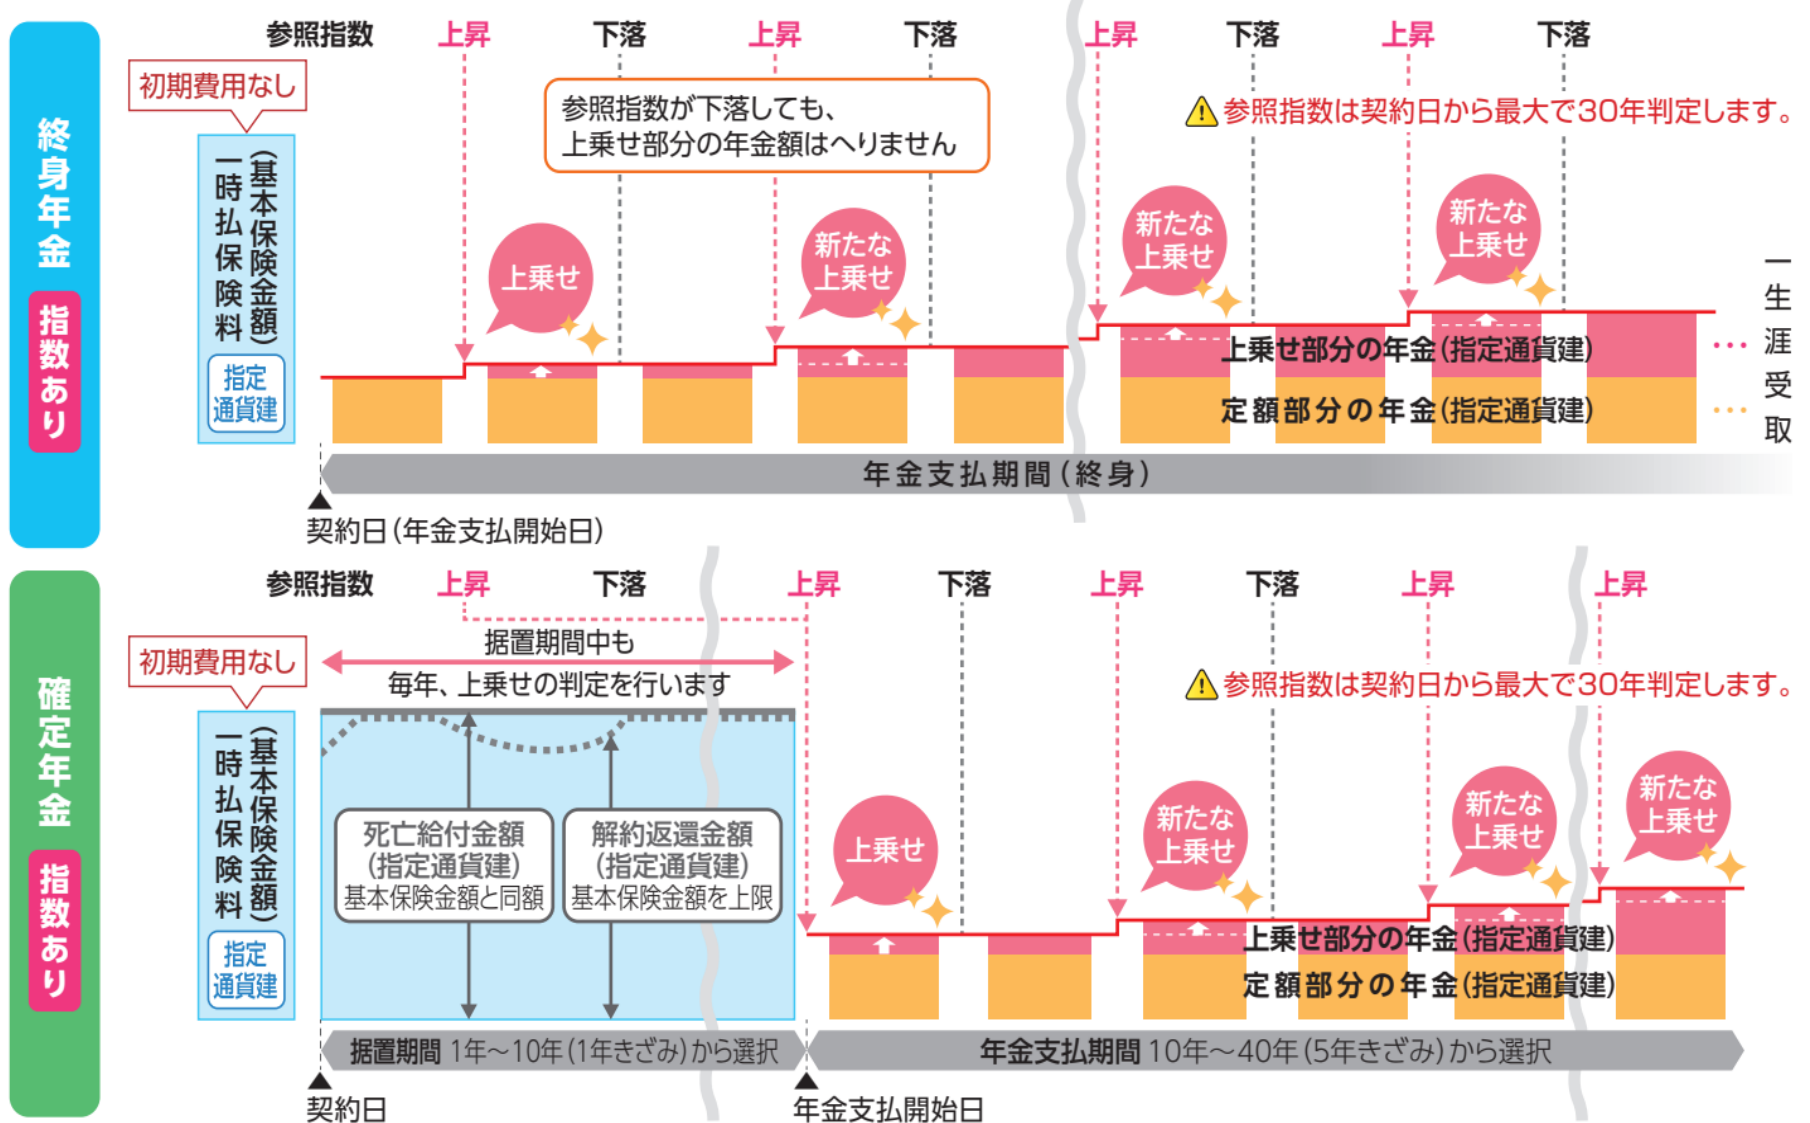 終身年金
指数あり
参照指数
上昇
下落
上昇
下落
上昇
下落
上昇
下落
初期費用なし
参照指数が下落しても、
上乗せ部分の年金額はへりません
参照指数は契約日から最大で30年判定します。
(基本保険金額)
一時払保険料
指定
通貨建
上乗せ
新たな
上乗せ
新たな
上乗せ
新たな
上乗せ
上乗せ部分の年金(指定通貨建)
定額部分の年金(指定通貨建)
一生涯受取
年金支払期間(終身)
契約日(年金支払開始日)
確定年金
指数あり
参照指数
上昇
下落
上昇
下落
上昇
下落
上昇
上昇
初期費用なし
据置期間中も
毎年、上乗せの判定を行います
参照指数は契約日から最大で30年判定します。
(基本保険金額)
一時払保険料
指定
通貨建
死亡給付金額
(指定通貨建)
基本保険金額と同額
解約返還金額
(指定通貨建)
基本保険金額を上限
上乗せ
新たな
上乗せ
新たな
上乗せ
新たな
上乗せ
上乗せ部分の年金(指定通貨建)
定額部分の年金(指定通貨建)
据置期間 1年～10年(1年きざみ)から選択
年金支払期間 10年～40年(5年きざみ)から選択
契約日
年金支払開始日